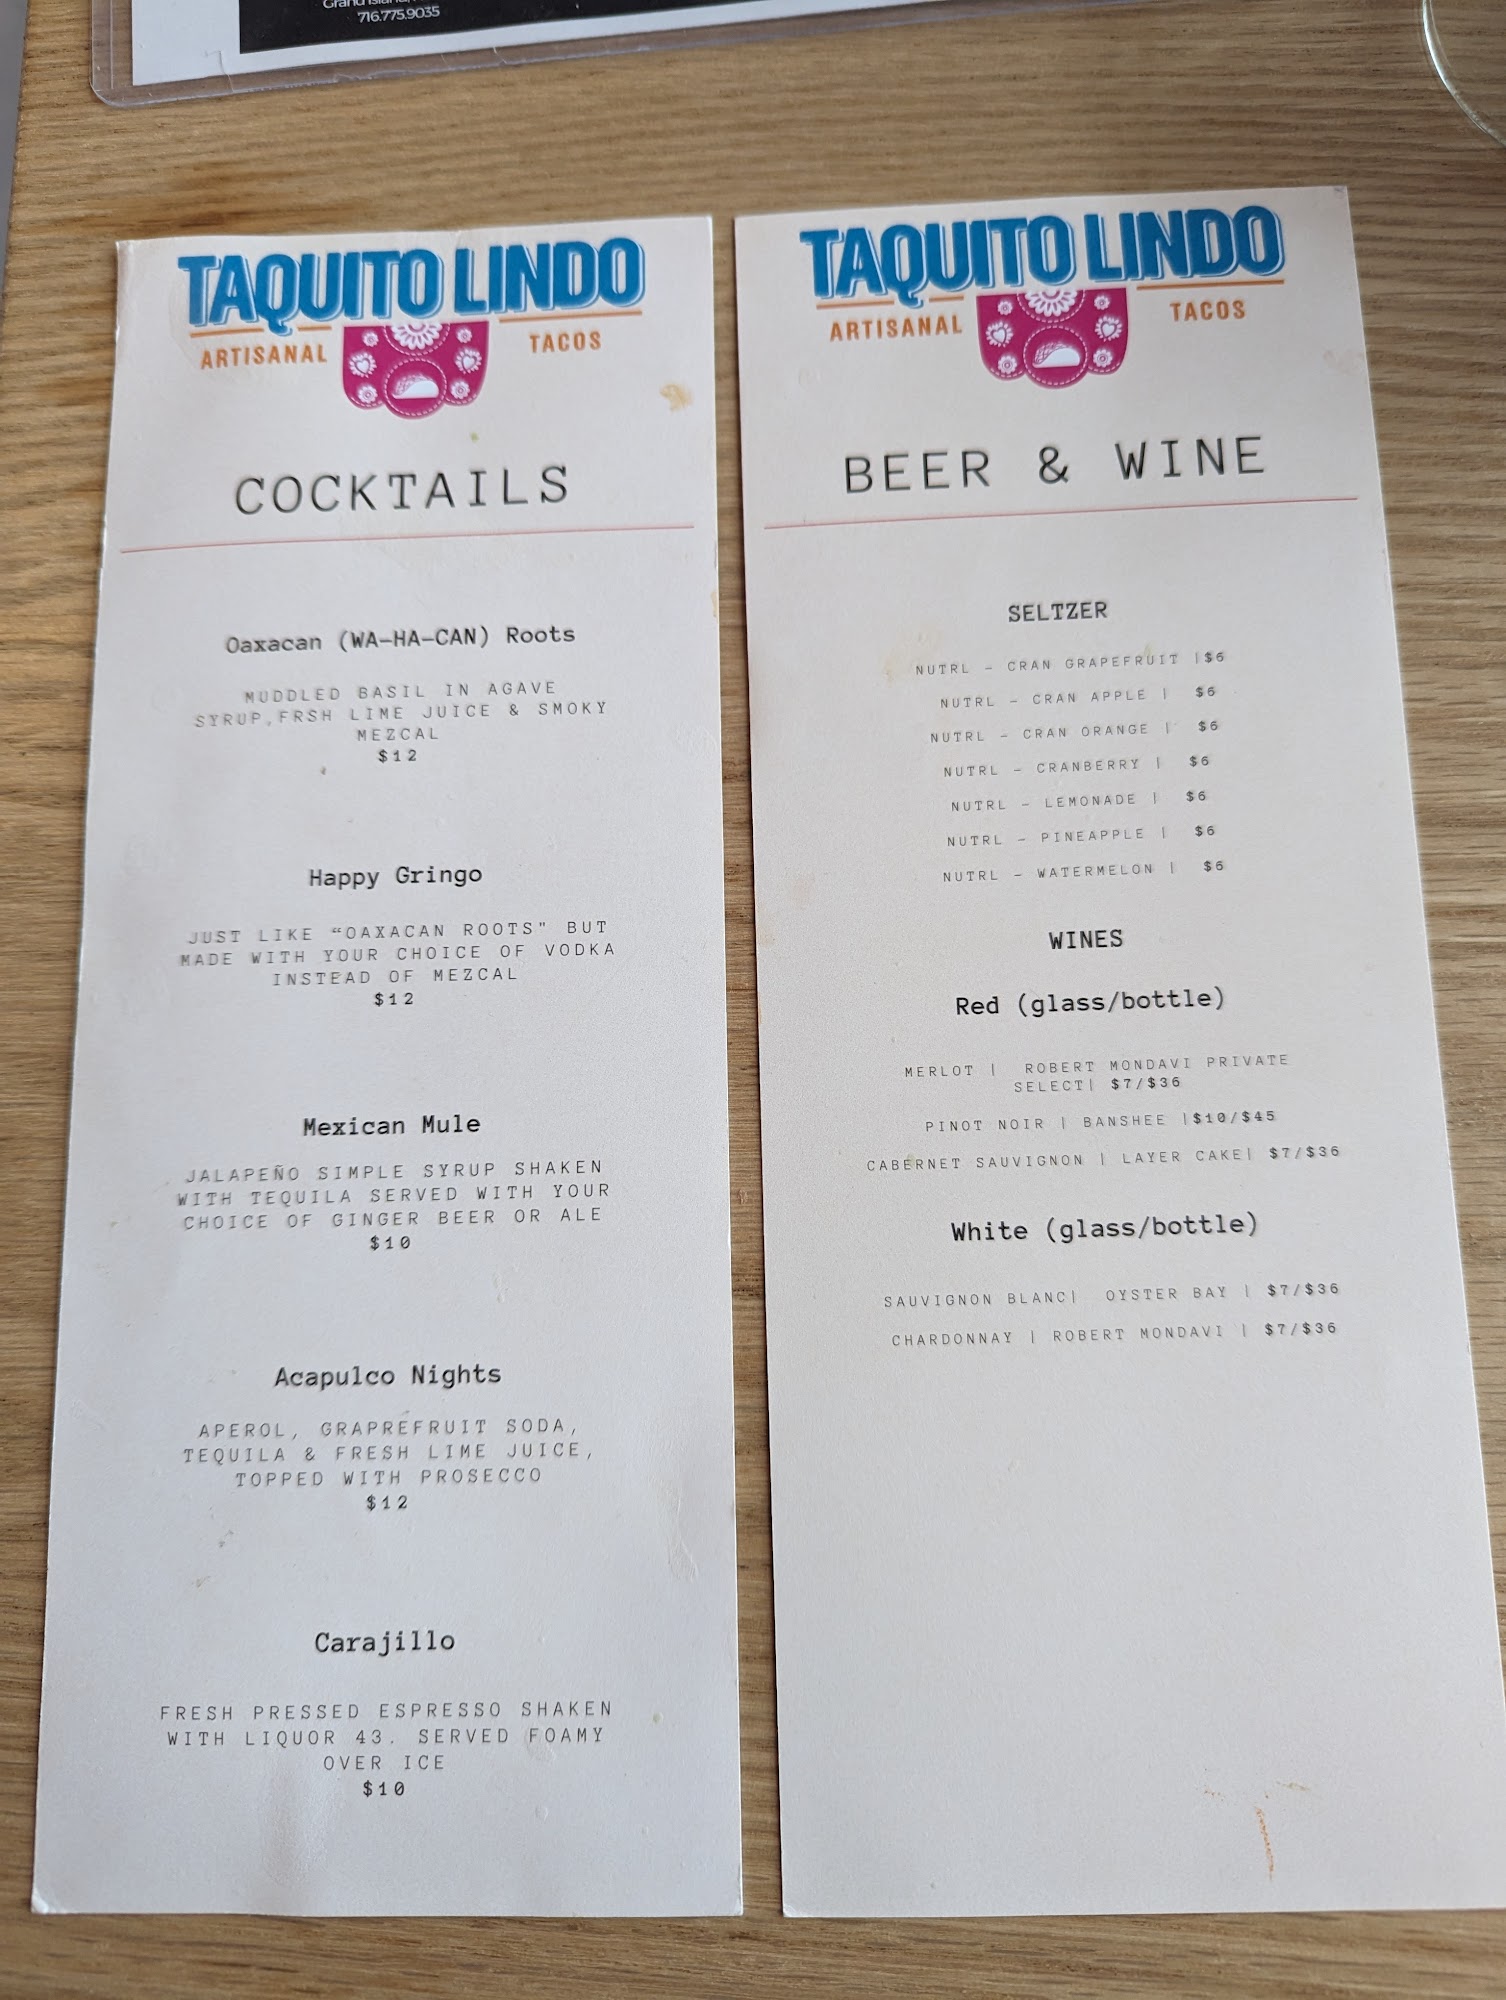 716.775.9035
TAQUITO LINDO
ARTISANAL TACOS
COCKTAILS
Oaxacan (WA-HA-CAN) Roots
MUDDLED BASIL IN AGAVE
SYRUP,FRSH LIME JUICE & SMOKY
MEZCAL
$12
Happy Gringo
JUST LIKE “OAXACAN ROOTS" BUT
MADE WITH YOUR CHOICE OF VODKA
INSTEAD OF MEZCAL
$12
Mexican Mule
JALAPEÑO SIMPLE SYRUP SHAKEN
WITH TEQUILA SERVED WITH YOUR
CHOICE OF GINGER BEER OR ALE
$10
Acapulco Nights
APEROL, GRAPREFRUIT SODA,
TEQUILA & FRESH LIME JUICE,
TOPPED WITH PROSECCO
$12
Carajillo
FRESH PRESSED ESPRESSO SHAKEN
WITH LIQUOR 43. SERVED FOAMY
OVER ICE
$10
TAQUITO LINDO
ARTISANAL TACOS
BEER & WINE
SELTZER
NUTRL - CRAN GRAPEFRUIT |$6
NUTRL - CRAN APPLE | $6
NUTRL - CRAN ORANGE | $6
NUTRL - CRANBERRY | $6
NUTRL - LEMONADE | $6
NUTRL - PINEAPPLE | $6
NUTRL - WATERMELON | $6
WINES
Red (glass/bottle)
MERLOT | ROBERT MONDAVI PRIVATE
SELECT| $7/$36
PINOT NOIR | BANSHEE |$10/$45
CABERNET SAUVIGNON | LAYER CAKE| $7/$36
White (glass/bottle)
SAUVIGNON BLANC| OYSTER BAY | $7/$36
CHARDONNAY | ROBERT MONDAVI | $7/$36